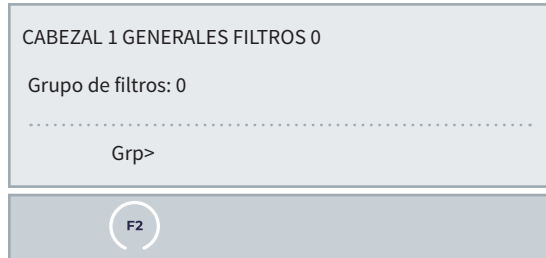 CABEZAL 1 GENERALES FILTROS 0
Grupo de filtros: 0
Grp>
F2